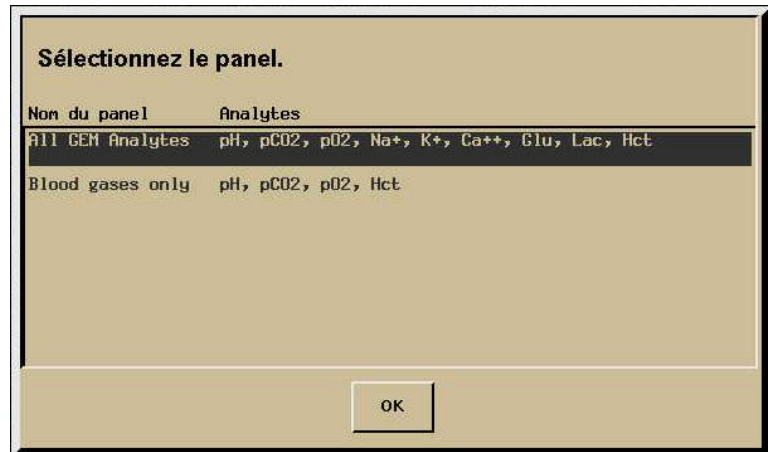 Sélectionnez le panel.
Nom du panel Analytes
All GEM Analytes pH, pCO2, pO2, Na+, K+, Ca++, Glu, Lac, Hct
Blood gases only pH, pCO2, pO2, Hct
OK